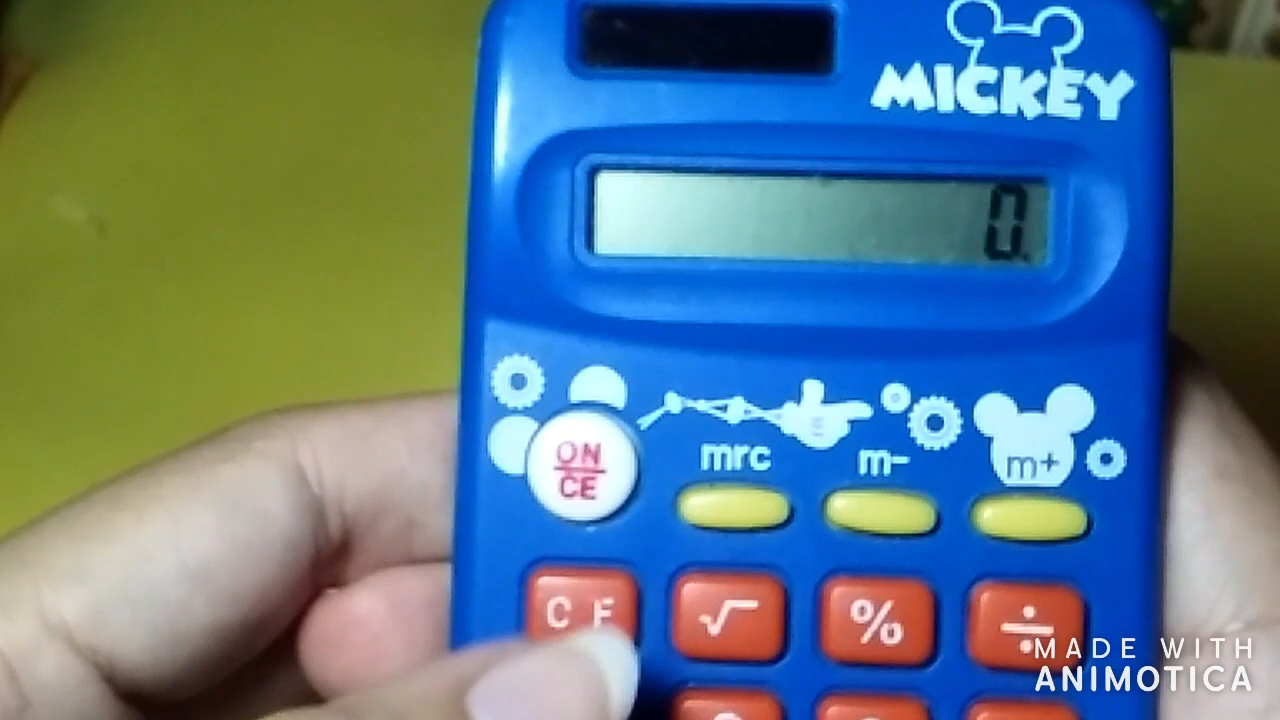 MICKEY
0.
ON
CE
mrc
m-
m+
√
%
÷
MADE WITH
ANIMOTICA